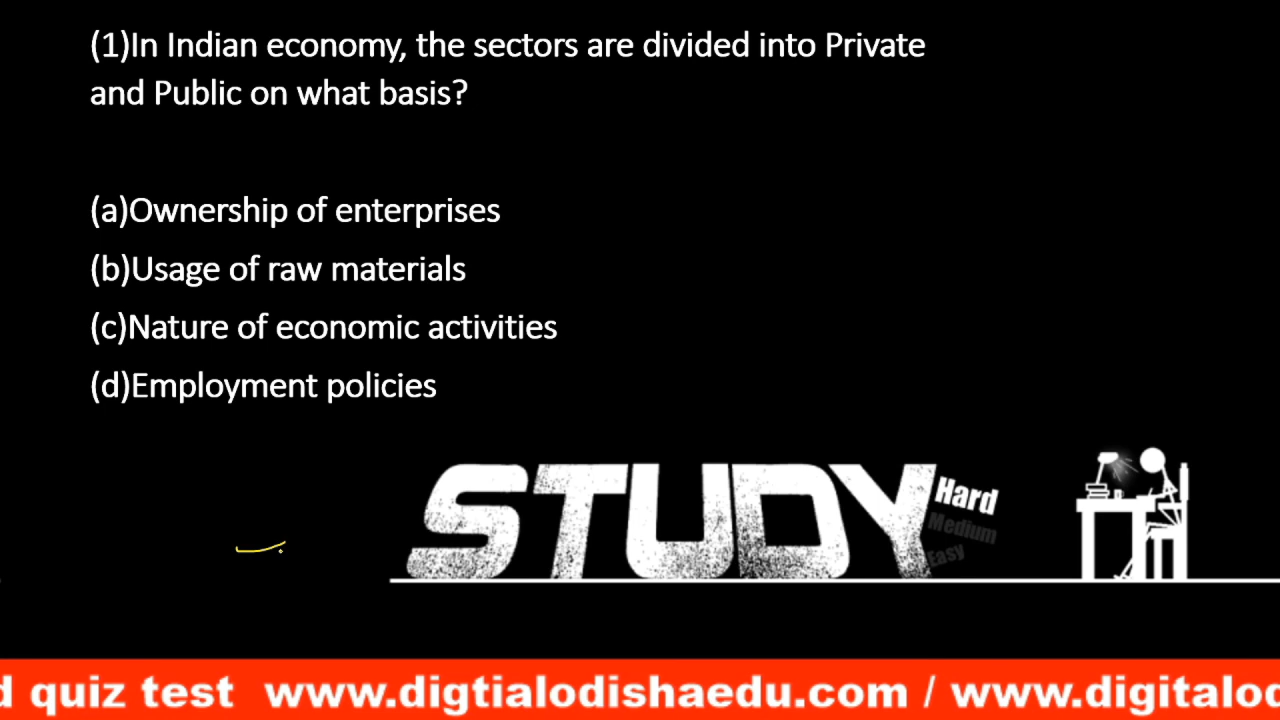 (1)In Indian economy, the sectors are divided into Private
and Public on what basis?
(a)Ownership of enterprises
(b)Usage of raw materials
(c)Nature of economic activities
(d)Employment policies
STUDY
Hard
Medium
Easy
d quiz test www.digtialodishaedu.com / www.digitalod